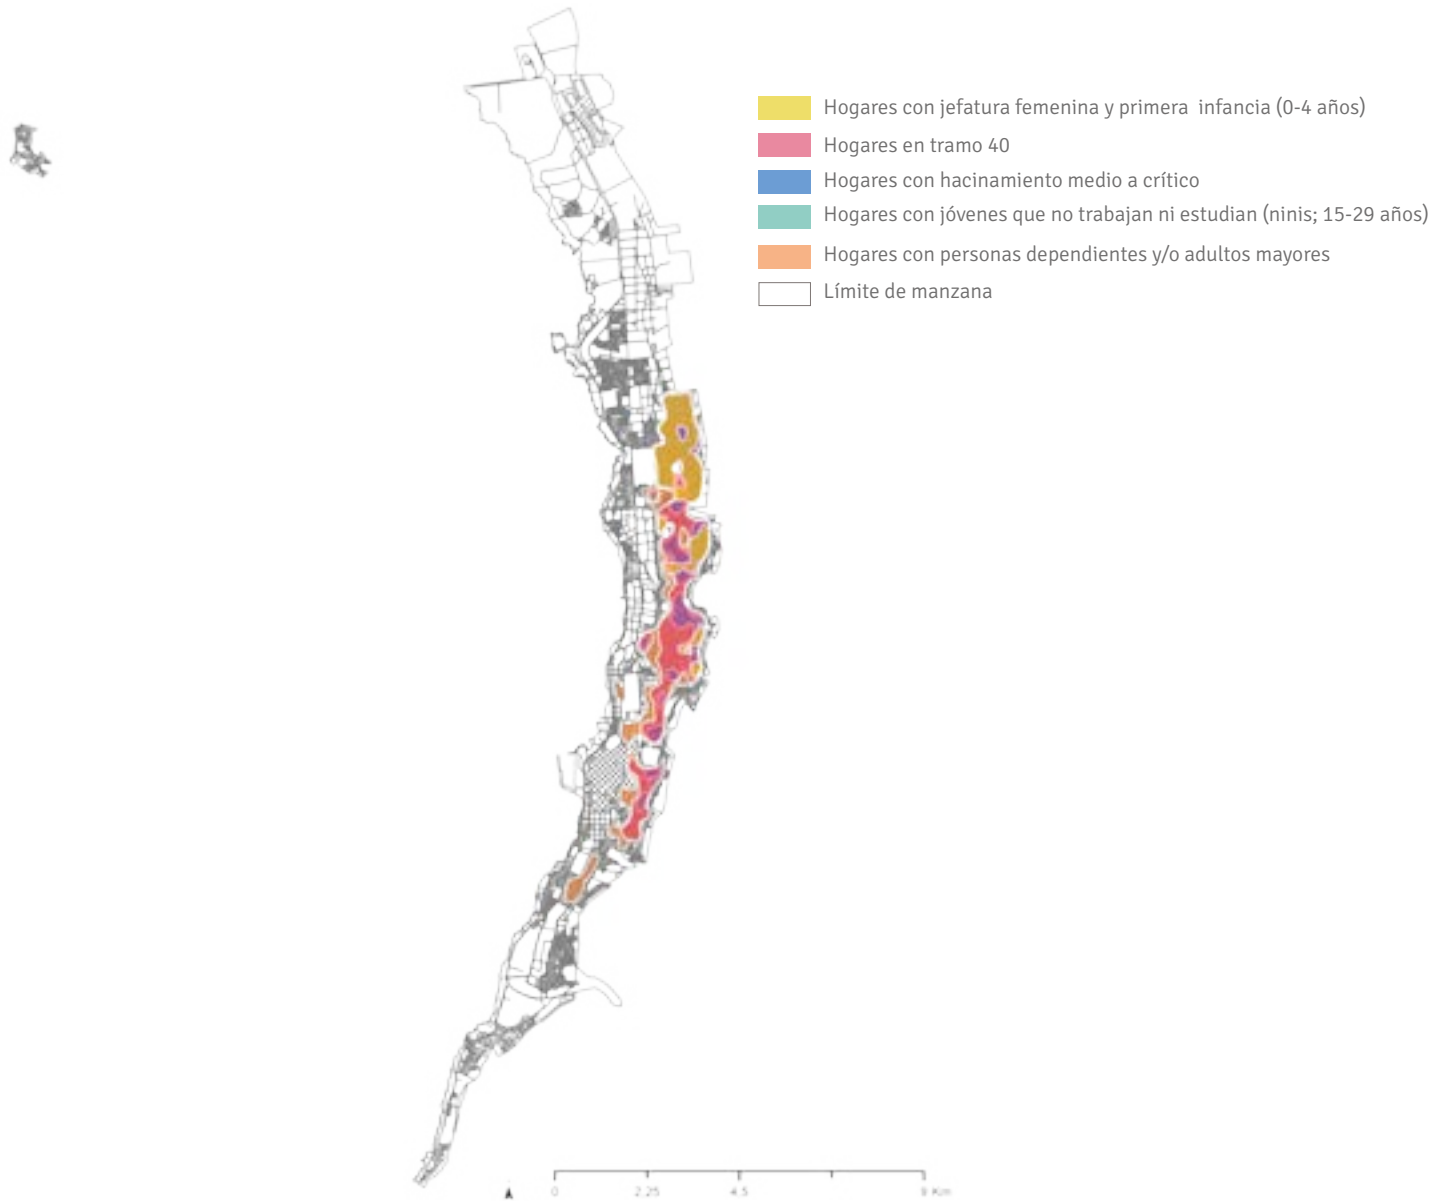 Hogares con jefatura femenina y primera infancia (0-4 años)
Hogares en tramo 40
Hogares con hacinamiento medio a crítico
Hogares con jóvenes que no trabajan ni estudian (ninis; 15-29 años)
Hogares con personas dependientes y/o adultos mayores
Límite de manzana
0 2,25 4,5 9 Km